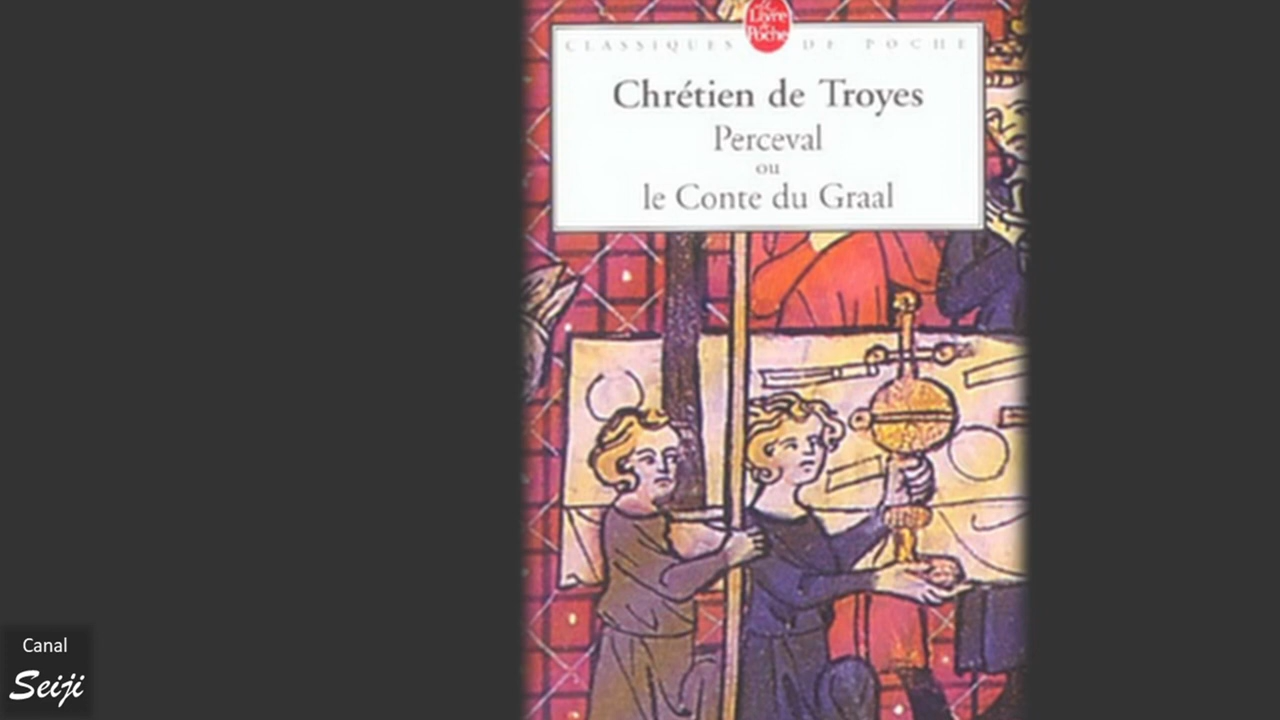 Le
Livre
de
Poche
CLASSIQUES DE POCHE
Chrétien de Troyes
Perceval
ou
le Conte du Graal
Canal
Seiji